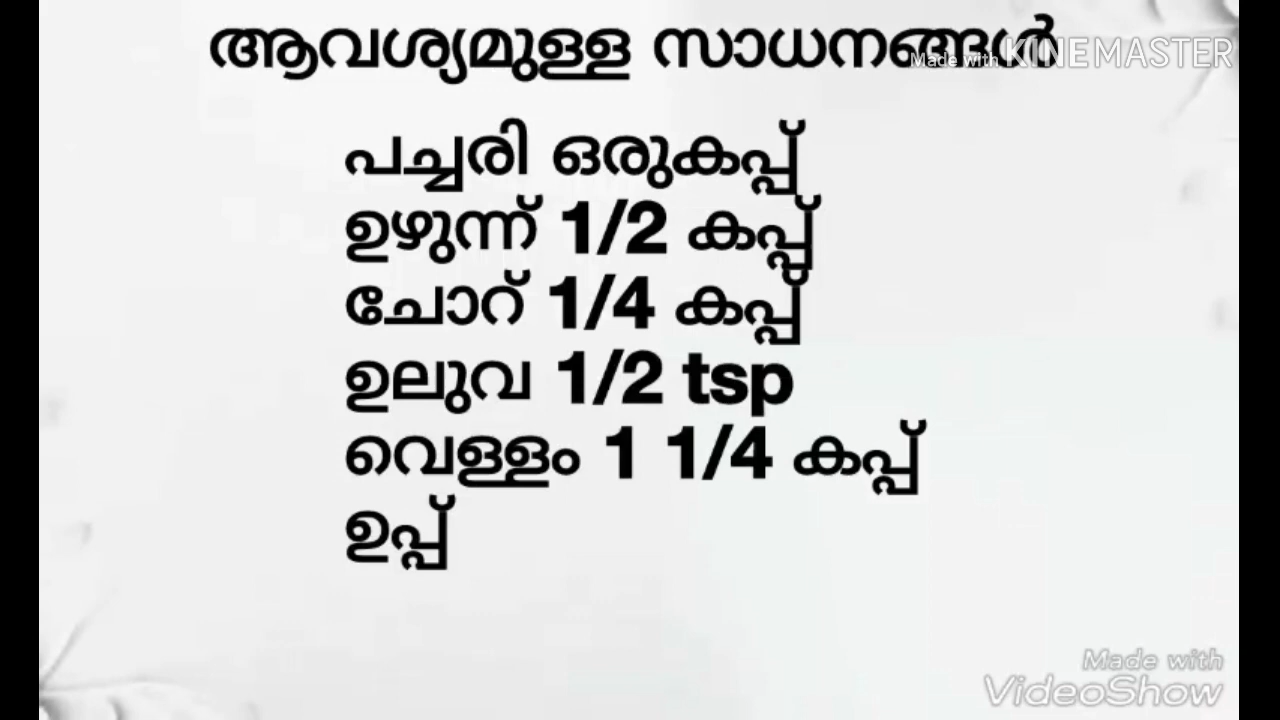 ആവശ്യമുള്ള സാധനങ്ങൾ
Made with KINEMASTER
പച്ചരി ഒരുകപ്പ്
ഉഴുന്ന് 1/2 കപ്പ്
ചോറ് 1/4 കപ്പ്
ഉലുവ 1/2 tsp
വെള്ളം 1 1/4 കപ്പ്
ഉപ്പ്
Made with
VideoShow